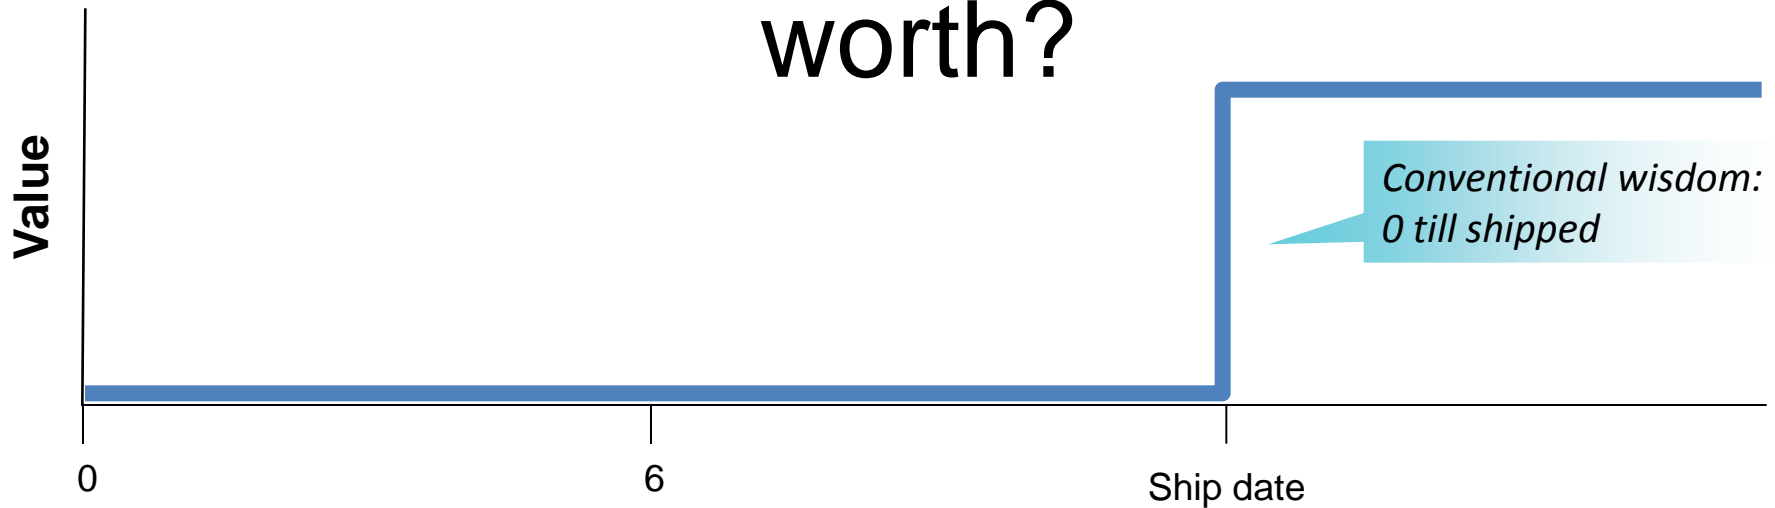 worth?
Value
Conventional wisdom:
0 till shipped
0
6
Ship date